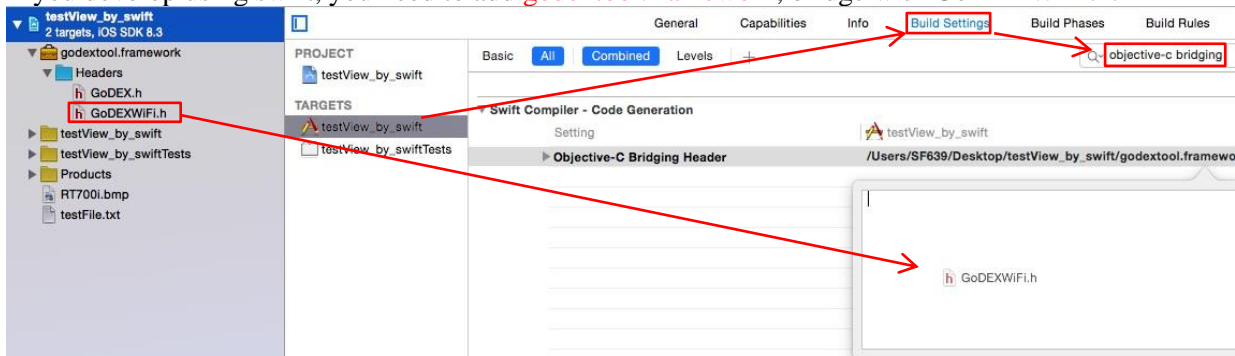 testView_by_swift
2 targets, iOS SDK 8.3
godextool.framework
Headers
GoDEX.h
GoDEXWiFi.h
testView_by_swift
testView_by_swiftTests
Products
RT700i.bmp
testFile.txt
General Capabilities Info Build Settings Build Phases Build Rules
PROJECT
testView_by_swift
TARGETS
testView_by_swift
testView_by_swiftTests
Basic All Combined Levels +
objective-c bridging
Swift Compiler - Code Generation
Setting testView_by_swift
Objective-C Bridging Header /Users/SF639/Desktop/testView_by_swift/godextool.framewo
GoDEXWiFi.h